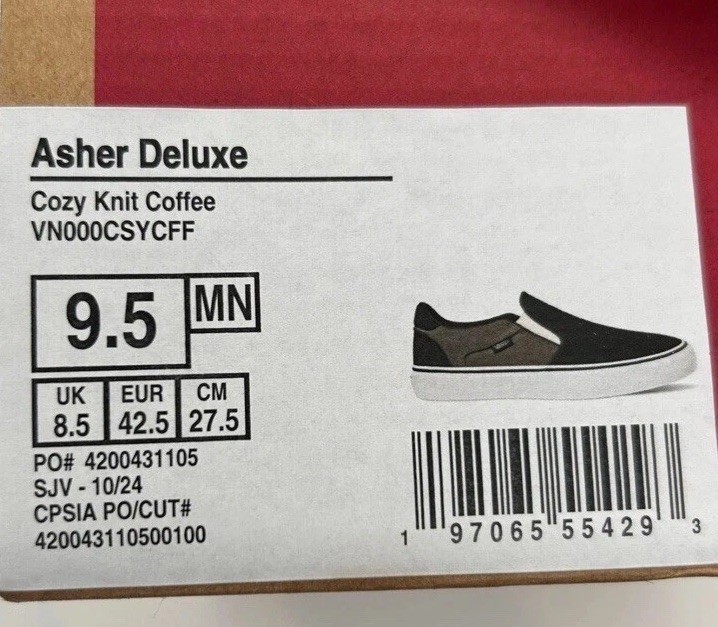 Asher Deluxe
Cozy Knit Coffee
VN000CSYCFF
9.5 MN
UK EUR CM
8.5 42.5 27.5
PO# 4200431105
SJV - 10/24
CPSIA PO/CUT#
420043110500100
1 97065 55429 3